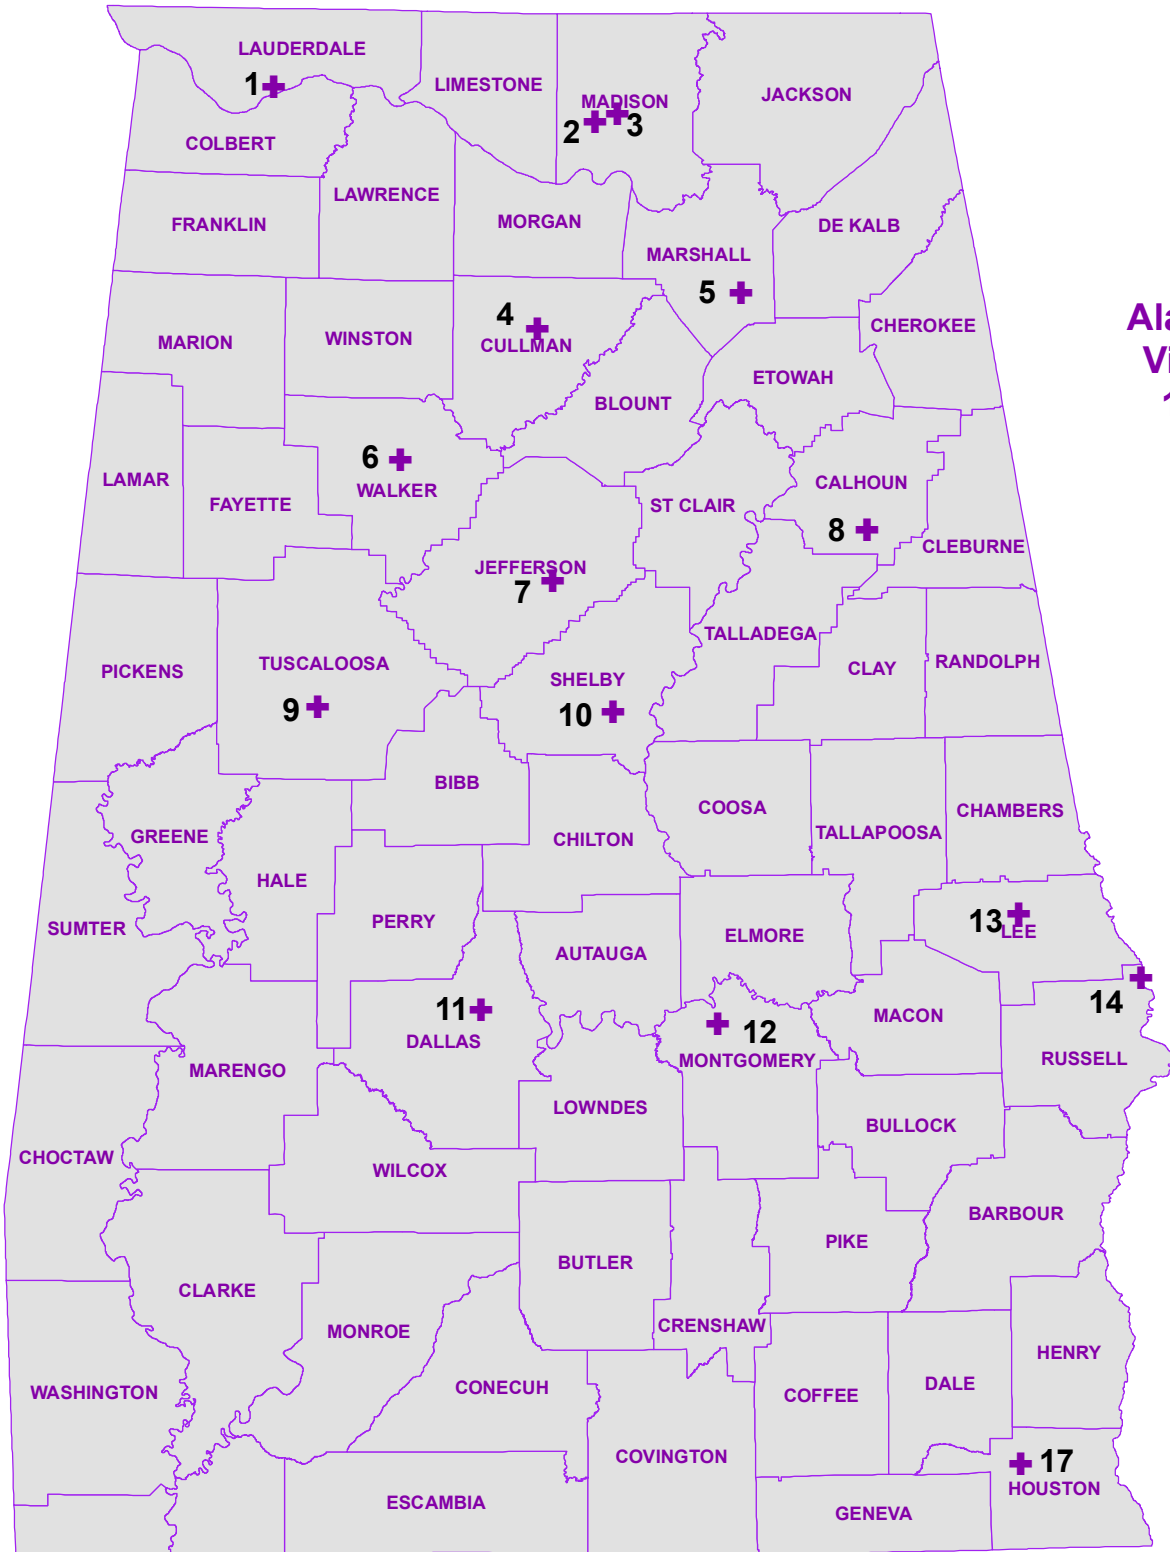 LAUDERDALE
1
LIMESTONE
MADISON
2
3
JACKSON
COLBERT
LAWRENCE
FRANKLIN
MORGAN
DE KALB
MARSHALL
5
4
CULLMAN
MARION
WINSTON
CHEROKEE
Ala
Vi
ETOWAH
BLOUNT
6
WALKER
LAMAR
FAYETTE
ST CLAIR
CALHOUN
8
CLEBURNE
JEFFERSON
7
TALLADEGA
PICKENS
TUSCALOOSA
9
SHELBY
10
CLAY
RANDOLPH
BIBB
COOSA
CHAMBERS
GREENE
CHILTON
TALLAPOOSA
HALE
PERRY
SUMTER
AUTAUGA
ELMORE
13
LEE
11
DALLAS
12
MONTGOMERY
MACON
14
RUSSELL
MARENGO
LOWNDES
BULLOCK
CHOCTAW
WILCOX
BARBOUR
PIKE
CLARKE
BUTLER
MONROE
CRENSHAW
HENRY
WASHINGTON
CONECUH
COFFEE
DALE
COVINGTON
17
HOUSTON
ESCAMBIA
GENEVA